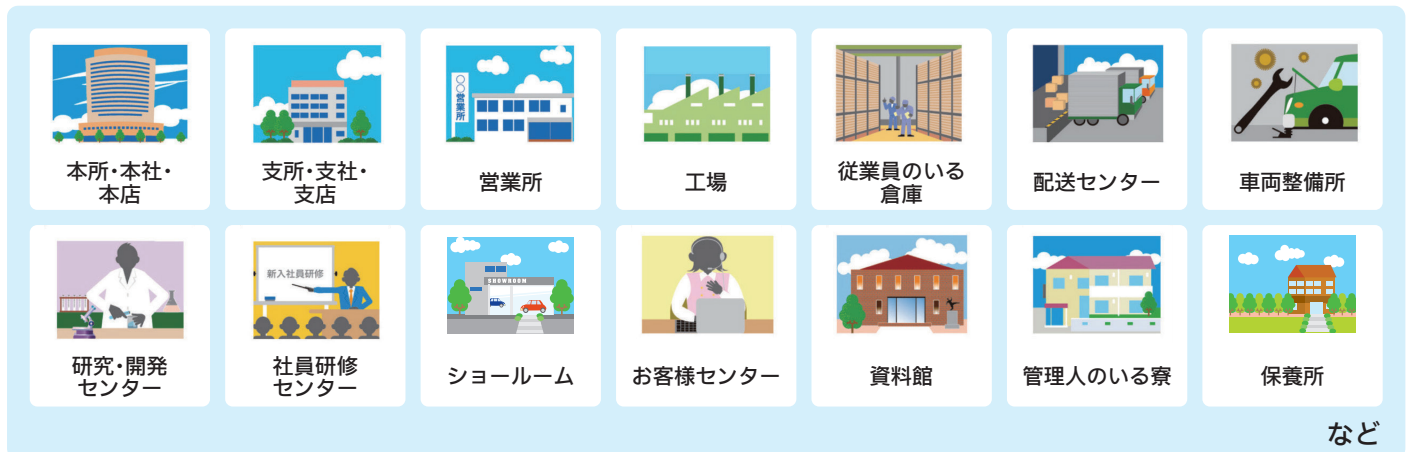 ○○営業所
本所・本社・
本店
支所・支社・
支店
営業所
工場
従業員のいる
倉庫
配送センター
車両整備所
新入社員研修
SHOWROOM
研究・開発
センター
社員研修
センター
ショールーム
お客様センター
資料館
管理人のいる寮
保養所
など